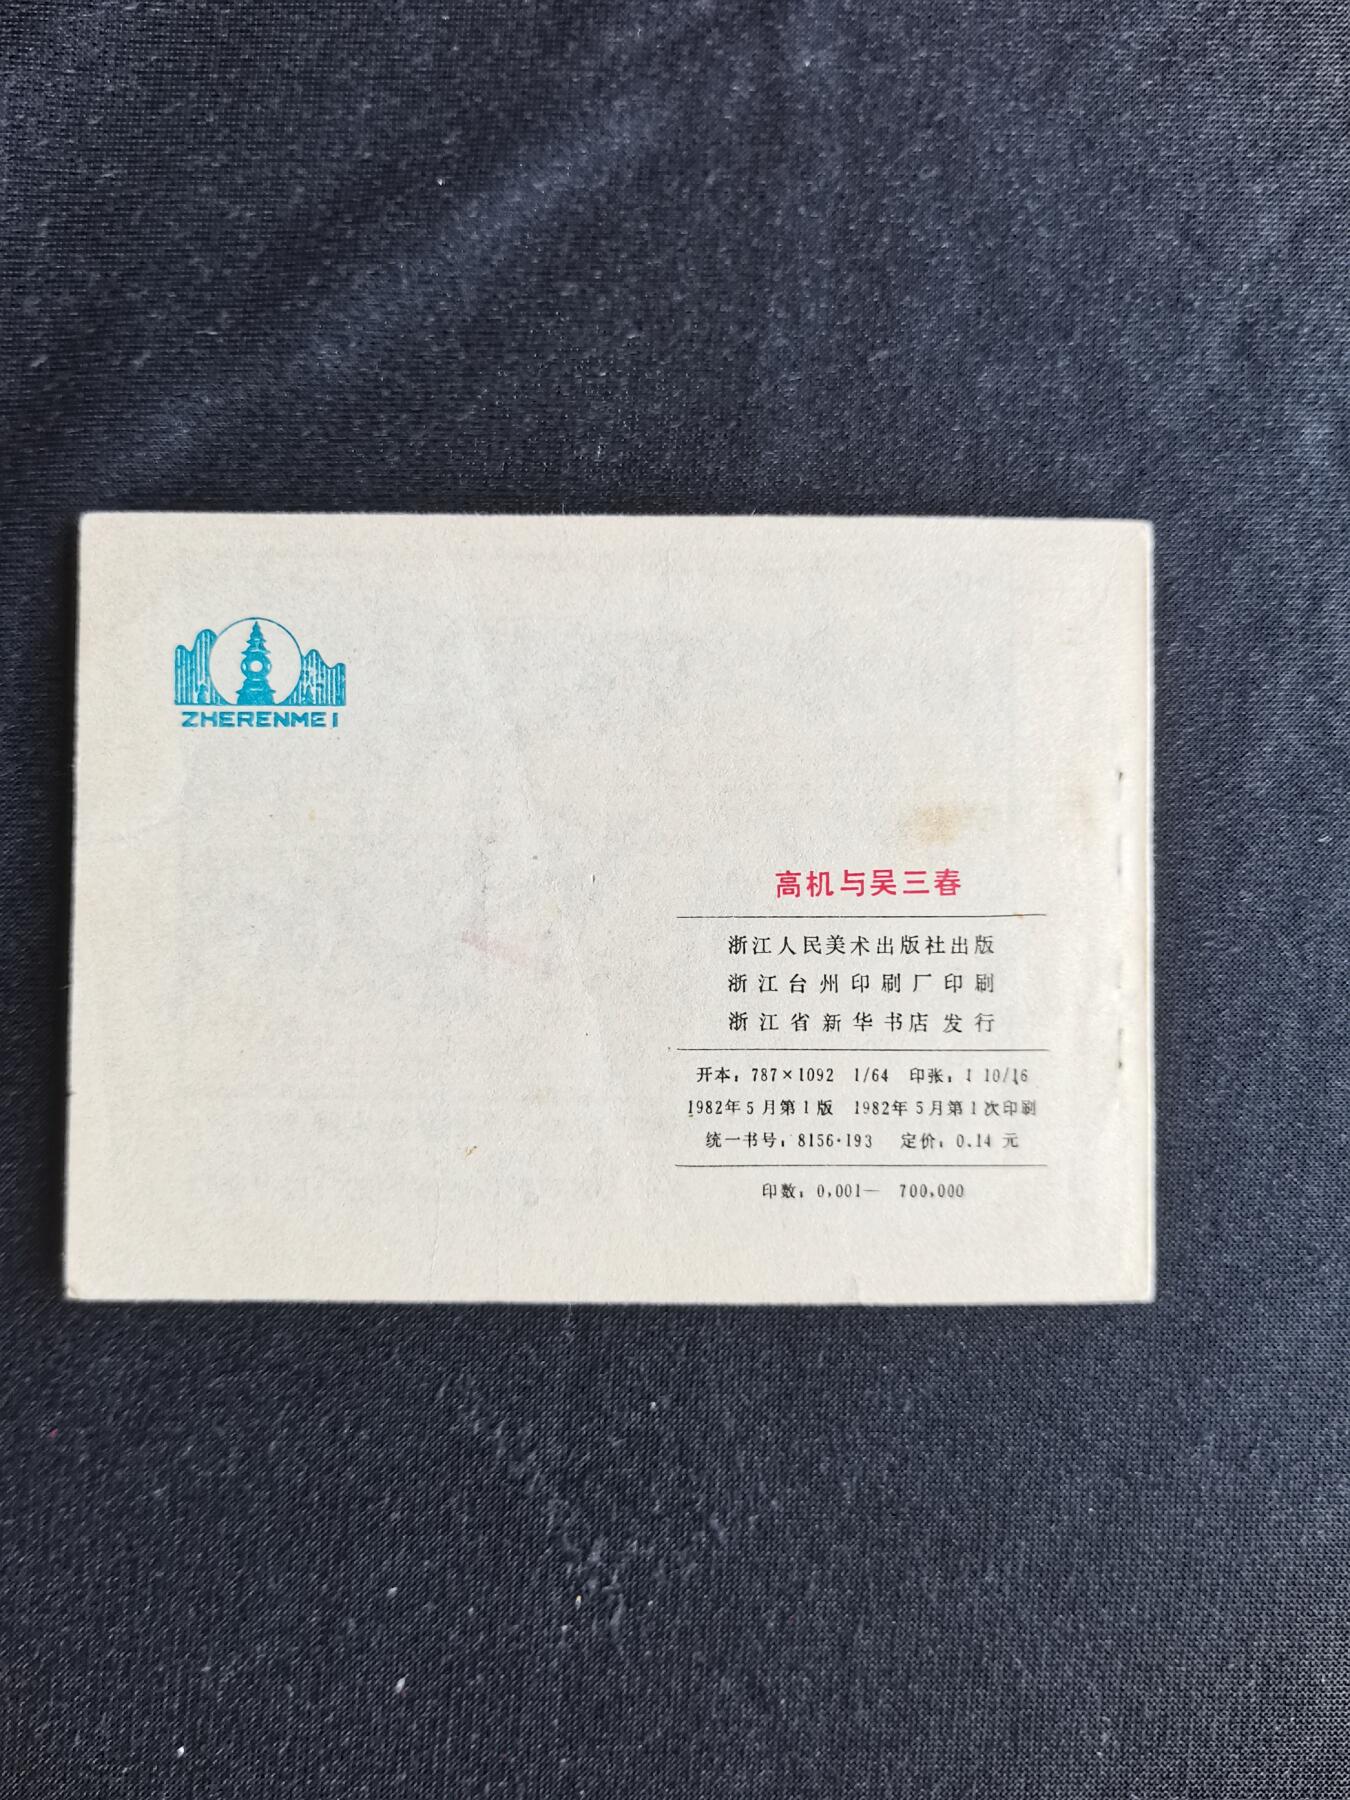 ZHERENMEI
高机与吴三春
浙江人民美术出版社出版
浙江台州印刷厂印刷
浙江省新华书店发行
开本：787×1092 1/64 印张：1 10/16
1982年5月第1版 1982年5月第1次印刷
统一书号：8156·193 定价：0.14元
印数：0,001— 700,000